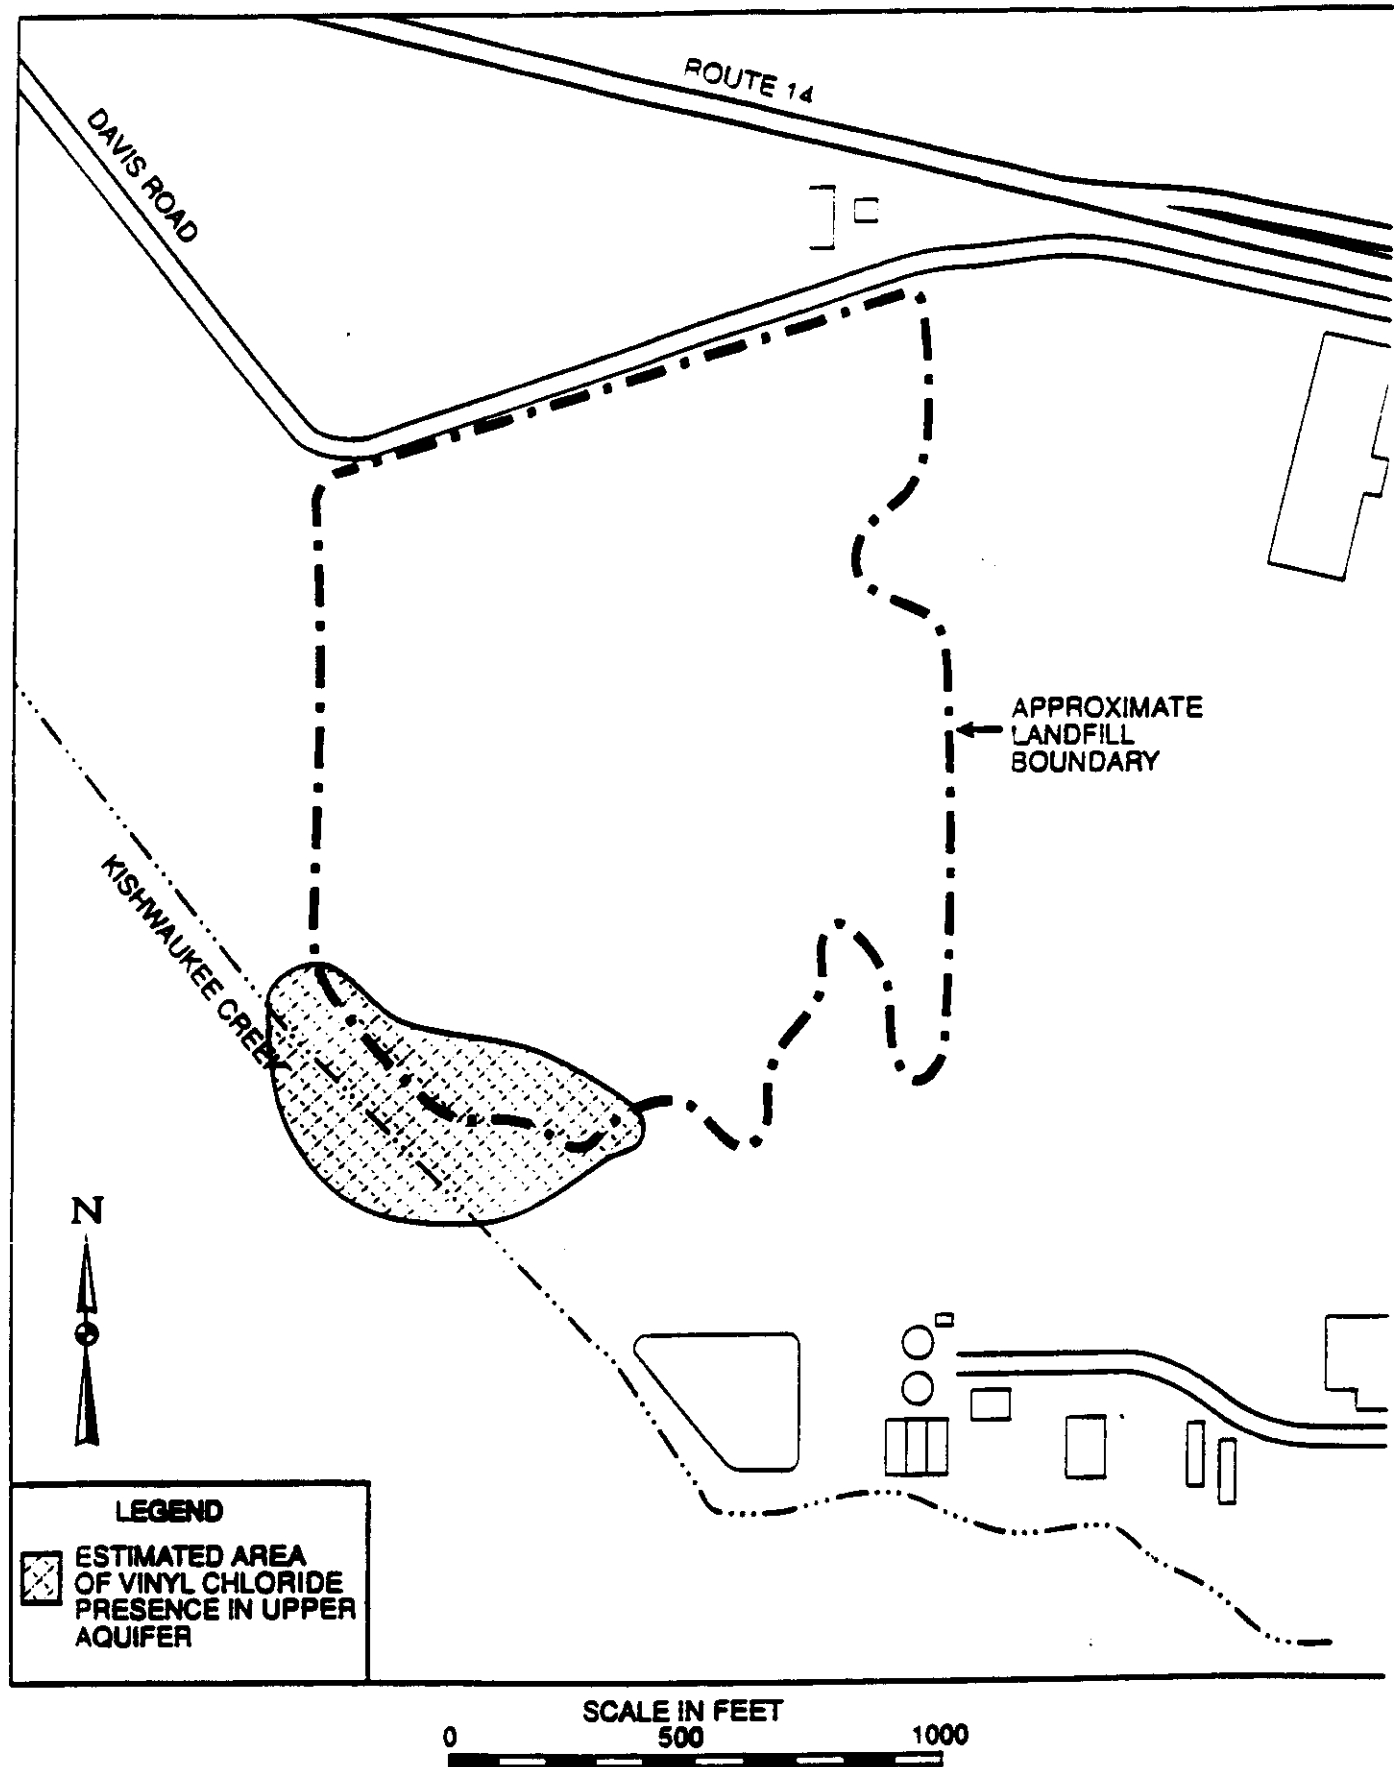 ROUTE 14
DAVIS ROAD
APPROXIMATE
LANDFILL
BOUNDARY
KISHWAUKEE CREEK
N
LEGEND
ESTIMATED AREA
OF VINYL CHLORIDE
PRESENCE IN UPPER
AQUIFER
SCALE IN FEET
0 500 1000